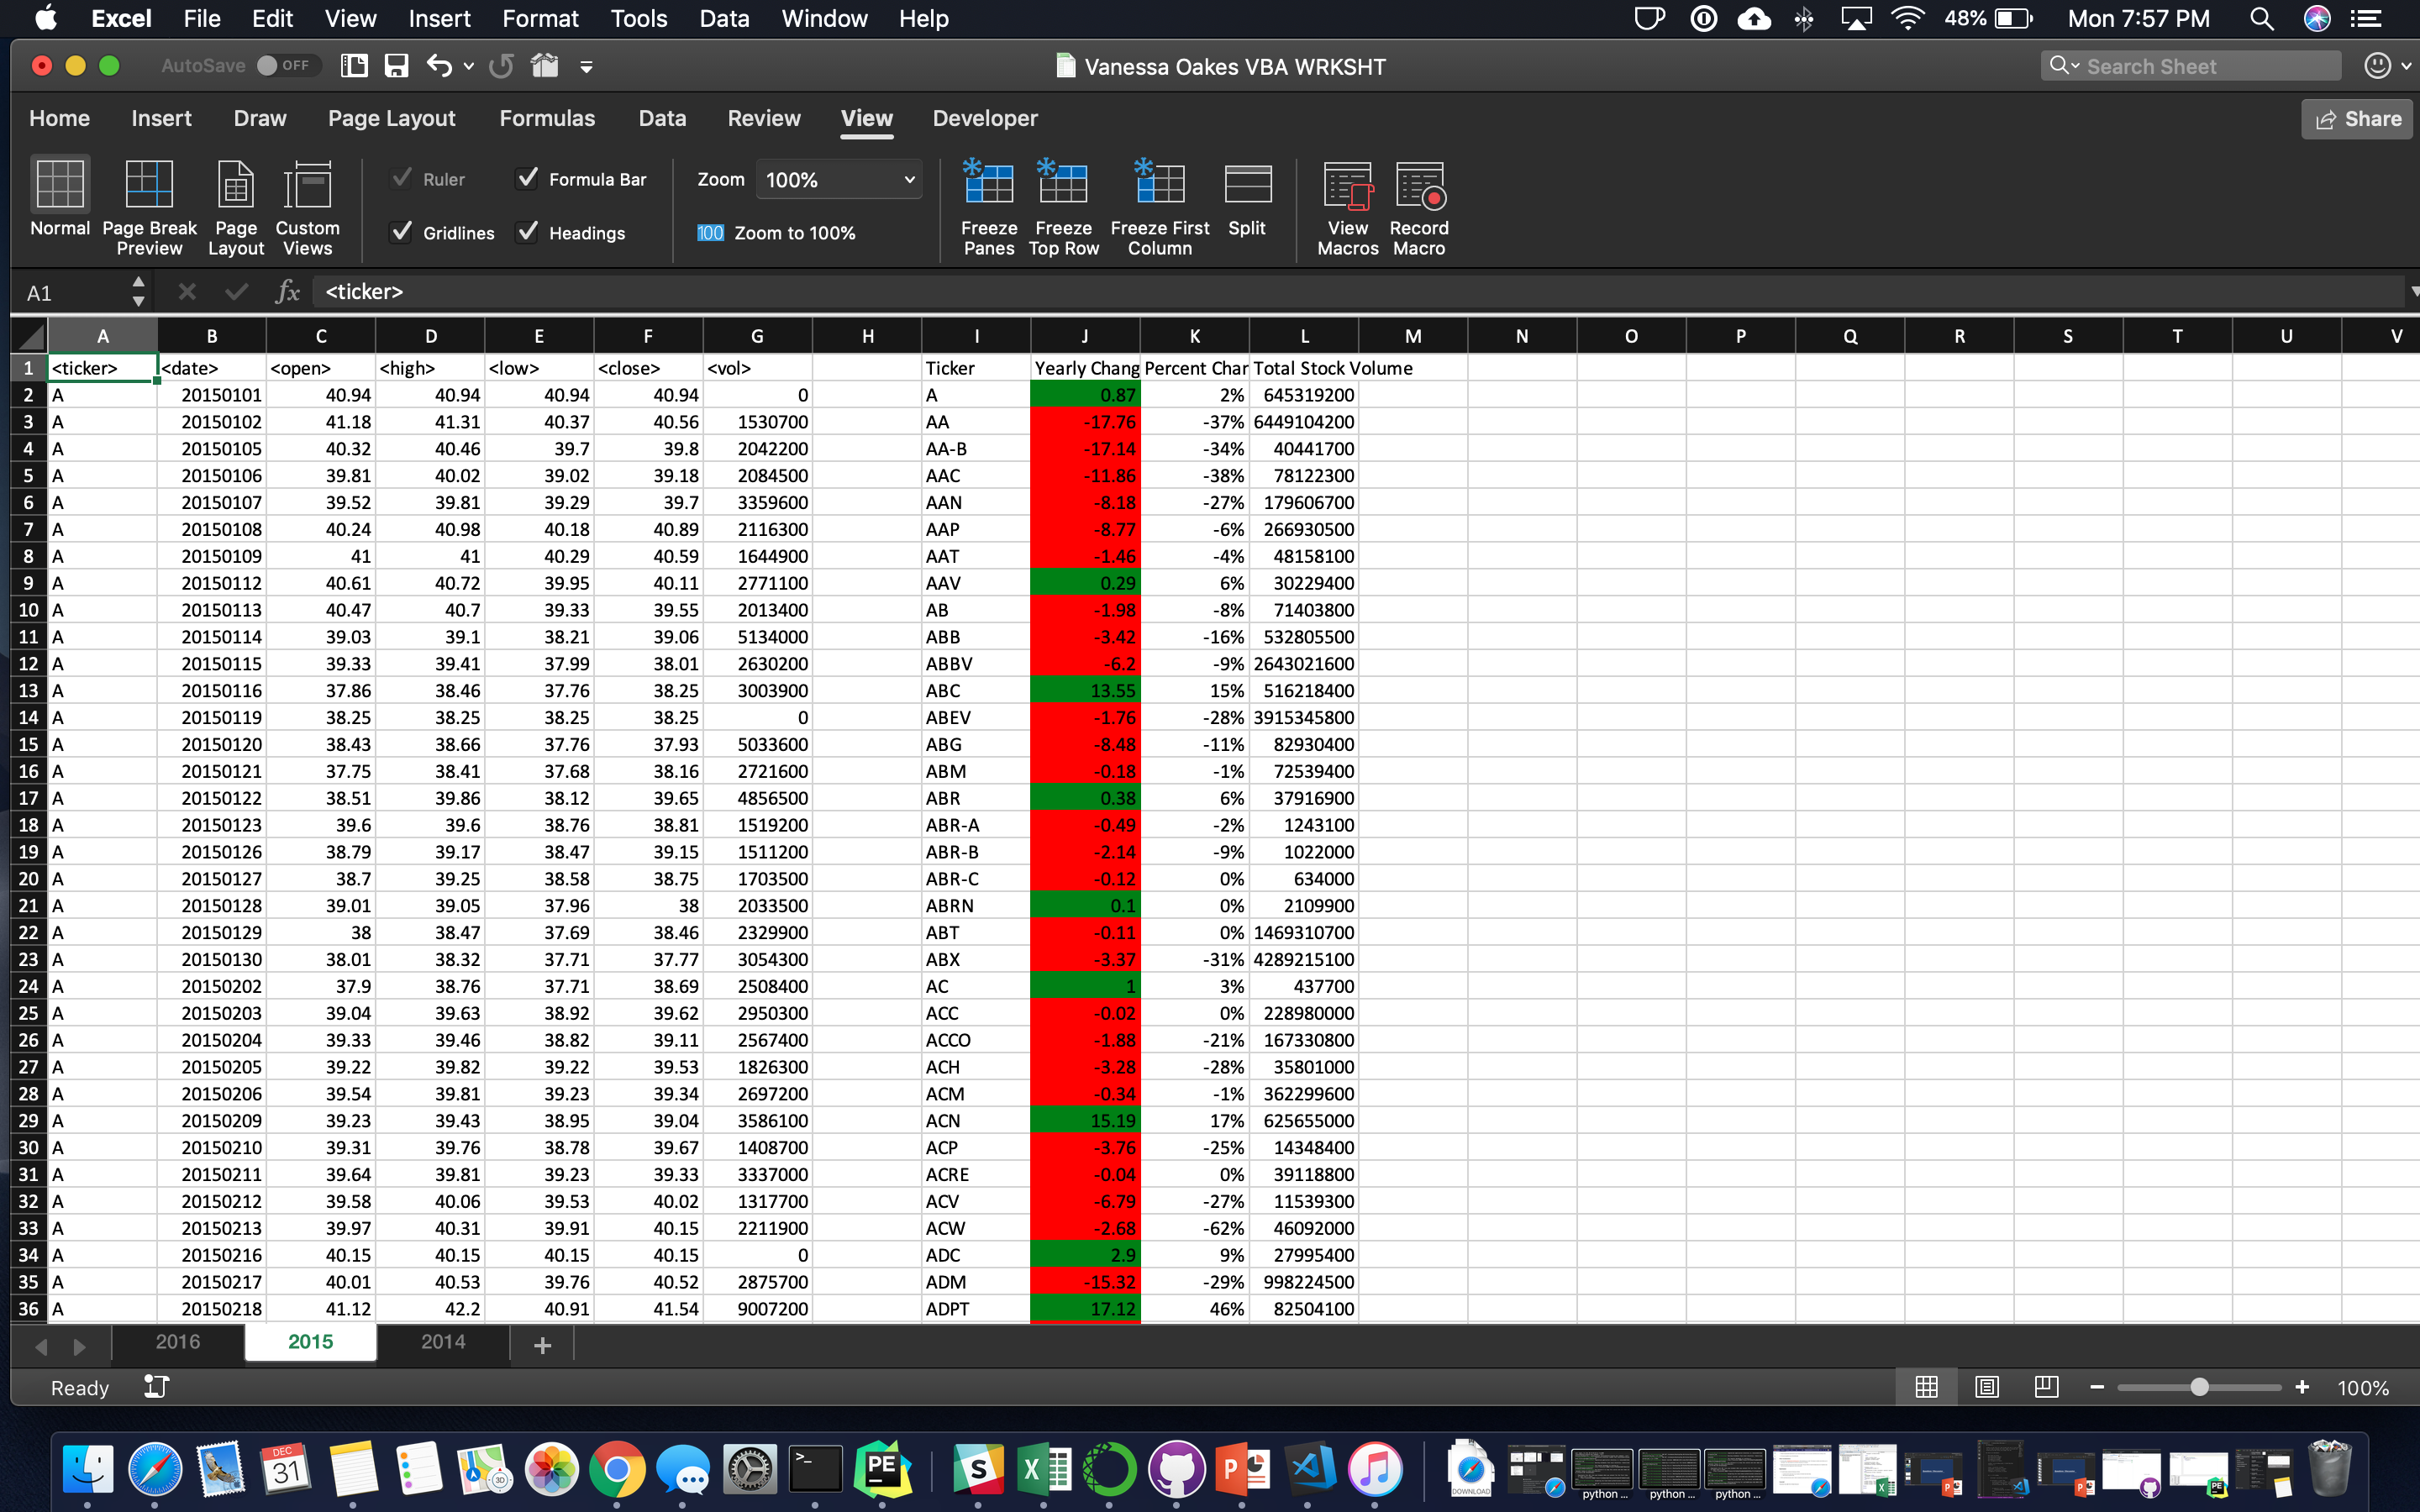 Excel File Edit View Insert Format Tools Data Window Help 48% Mon 7:57 PM
AutoSave OFF Vanessa Oakes VBA WRKSHT Search Sheet
Home Insert Draw Page Layout Formulas Data Review View Developer Share
Ruler Formula Bar Zoom 100%
Normal Page Break Preview Page Layout Custom Views Gridlines Headings 100 Zoom to 100% Freeze Panes Freeze Top Row Freeze First Column Split View Macros Record Macro
A1 fx <ticker>
A B C D E F G H I J K L M N O P Q R S T U V
1 <ticker> <date> <open> <high> <low> <close> <vol> Ticker Yearly Chang Percent Char Total Stock Volume
2 A 20150101 40.94 40.94 40.94 40.94 0 A 0.87 2% 645319200
3 A 20150102 41.18 41.31 40.37 40.56 1530700 AA -17.76 -37% 6449104200
4 A 20150105 40.32 40.46 39.7 39.8 2042200 AA-B -17.14 -34% 40441700
5 A 20150106 39.81 40.02 39.02 39.18 2084500 AAC -11.86 -38% 78122300
6 A 20150107 39.52 39.81 39.29 39.7 3359600 AAN -8.18 -27% 179606700
7 A 20150108 40.24 40.98 40.18 40.89 2116300 AAP -8.77 -6% 266930500
8 A 20150109 41 41 40.29 40.59 1644900 AAT -1.46 -4% 48158100
9 A 20150112 40.61 40.72 39.95 40.11 2771100 AAV 0.29 6% 30229400
10 A 20150113 40.47 40.7 39.33 39.55 2013400 AB -1.98 -8% 71403800
11 A 20150114 39.03 39.1 38.21 39.06 5134000 ABB -3.42 -16% 532805500
12 A 20150115 39.33 39.41 37.99 38.01 2630200 ABBV -6.2 -9% 2643021600
13 A 20150116 37.86 38.46 37.76 38.25 3003900 ABC 13.55 15% 516218400
14 A 20150119 38.25 38.25 38.25 38.25 0 ABEV -1.76 -28% 3915345800
15 A 20150120 38.43 38.66 37.76 37.93 5033600 ABG -8.48 -11% 82930400
16 A 20150121 37.75 38.41 37.68 38.16 2721600 ABM -0.18 -1% 72539400
17 A 20150122 38.51 39.86 38.12 39.65 4856500 ABR 0.38 6% 37916900
18 A 20150123 39.6 39.6 38.76 38.81 1519200 ABR-A -0.49 -2% 1243100
19 A 20150126 38.79 39.17 38.47 39.15 1511200 ABR-B -2.14 -9% 1022000
20 A 20150127 38.7 39.25 38.58 38.75 1703500 ABR-C -0.12 0% 634000
21 A 20150128 39.01 39.05 37.96 38 2033500 ABRN 0.1 0% 2109900
22 A 20150129 38 38.47 37.69 38.46 2329900 ABT -0.11 0% 1469310700
23 A 20150130 38.01 38.32 37.71 37.77 3054300 ABX -3.37 -31% 4289215100
24 A 20150202 37.9 38.76 37.71 38.69 2508400 AC 1 3% 437700
25 A 20150203 39.04 39.63 38.92 39.62 2950300 ACC -0.02 0% 228980000
26 A 20150204 39.33 39.46 38.82 39.11 2567400 ACCO -1.88 -21% 167330800
27 A 20150205 39.22 39.82 39.22 39.53 1826300 ACH -3.28 -28% 35801000
28 A 20150206 39.54 39.81 39.23 39.34 2697200 ACM -0.34 -1% 362299600
29 A 20150209 39.23 39.43 38.95 39.04 3586100 ACN 15.19 17% 625655000
30 A 20150210 39.31 39.76 38.78 39.67 1408700 ACP -3.76 -25% 14348400
31 A 20150211 39.64 39.81 39.23 39.33 3337000 ACRE -0.04 0% 39118800
32 A 20150212 39.58 40.06 39.53 40.02 1317700 ACV -6.79 -27% 11539300
33 A 20150213 39.97 40.31 39.91 40.15 2211900 ACW -2.68 -62% 46092000
34 A 20150216 40.15 40.15 40.15 40.15 0 ADC 2.9 9% 27995400
35 A 20150217 40.01 40.53 39.76 40.52 2875700 ADM -15.32 -29% 998224500
36 A 20150218 41.12 42.2 40.91 41.54 9007200 ADPT 17.12 46% 82504100
2016 2015 2014 +
Ready 100%
DEC 31 3D >_ PE S X P DOWNLOAD python ... python ... python ...